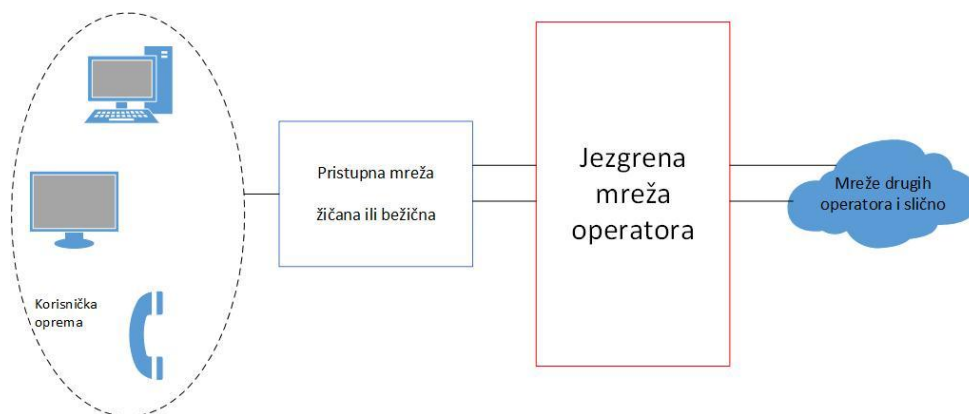 Korisnička
oprema
Pristupna mreža
žičana ili bežična
Jezgrena
mreža
operatora
Mreže drugih
operatora i slično